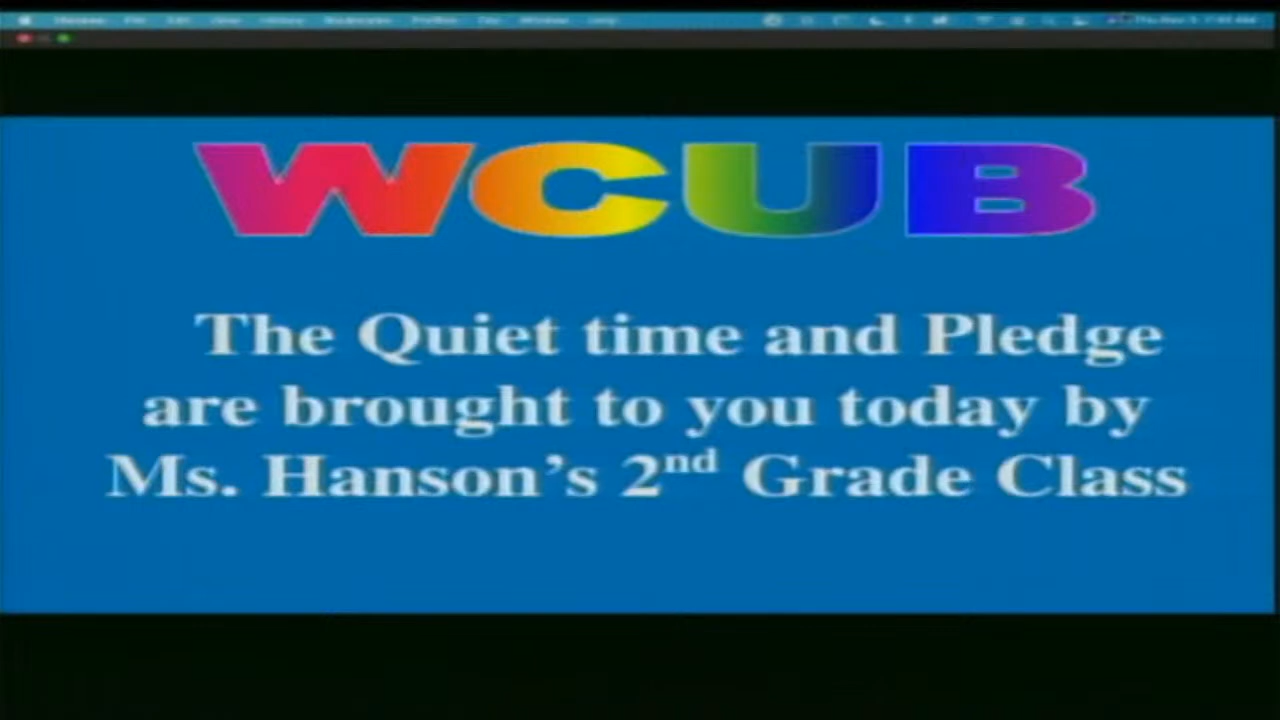 WCUB
The Quiet time and Pledge
are brought to you today by
Ms. Hanson's 2nd Grade Class